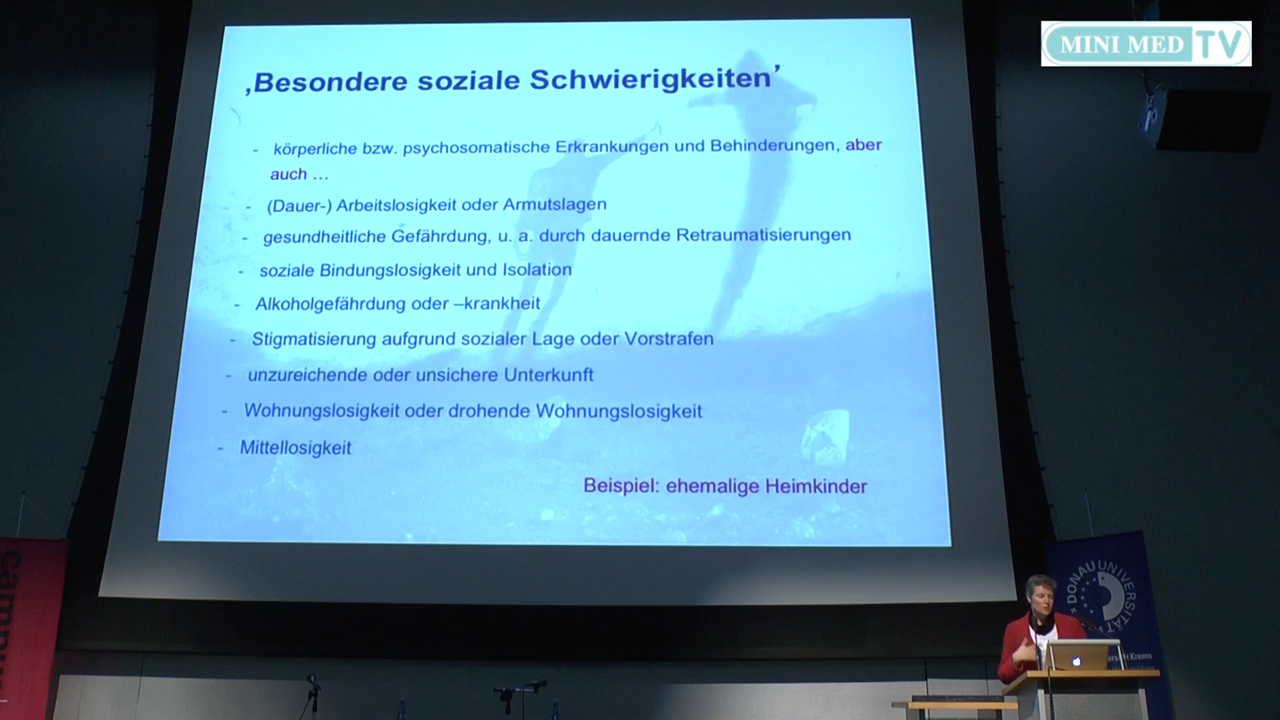 MINI MED TV
‚Besondere soziale Schwierigkeiten’
- körperliche bzw. psychosomatische Erkrankungen und Behinderungen, aber
auch …
- (Dauer-) Arbeitslosigkeit oder Armutslagen
- gesundheitliche Gefährdung, u. a. durch dauernde Retraumatisierungen
- soziale Bindungslosigkeit und Isolation
- Alkoholgefährdung oder –krankheit
- Stigmatisierung aufgrund sozialer Lage oder Vorstrafen
- unzureichende oder unsichere Unterkunft
- Wohnungslosigkeit oder drohende Wohnungslosigkeit
- Mittellosigkeit
Beispiel: ehemalige Heimkinder
DONAU UNIVERSITÄT
Krems